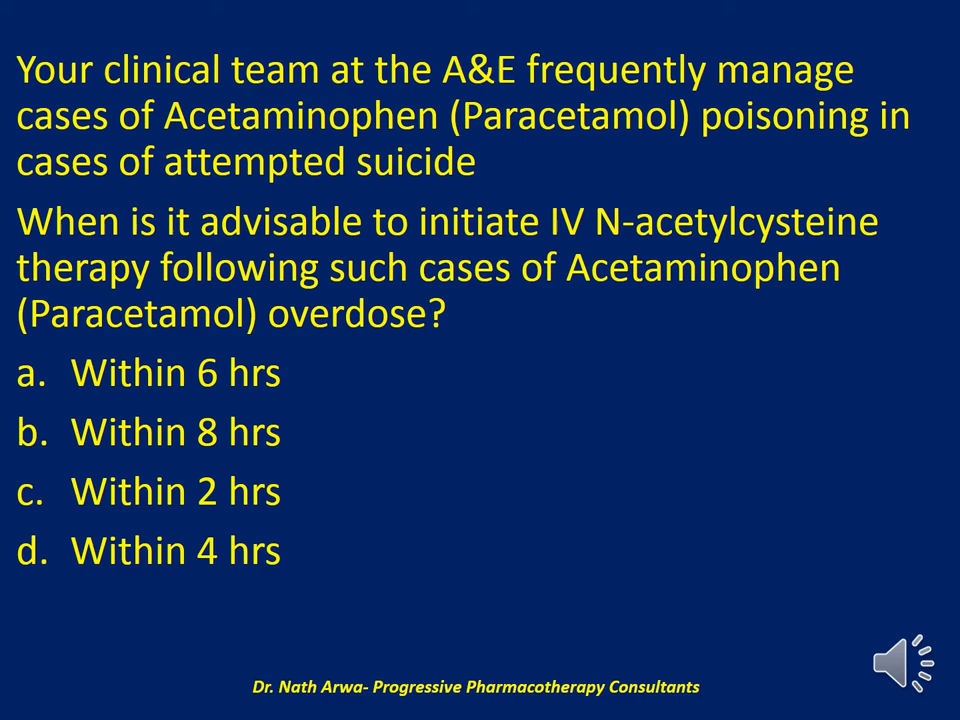 Your clinical team at the A&E frequently manage
cases of Acetaminophen (Paracetamol) poisoning in
cases of attempted suicide
When is it advisable to initiate IV N-acetylcysteine
therapy following such cases of Acetaminophen
(Paracetamol) overdose?
a. Within 6 hrs
b. Within 8 hrs
c. Within 2 hrs
d. Within 4 hrs
Dr. Nath Arwa- Progressive Pharmacotherapy Consultants